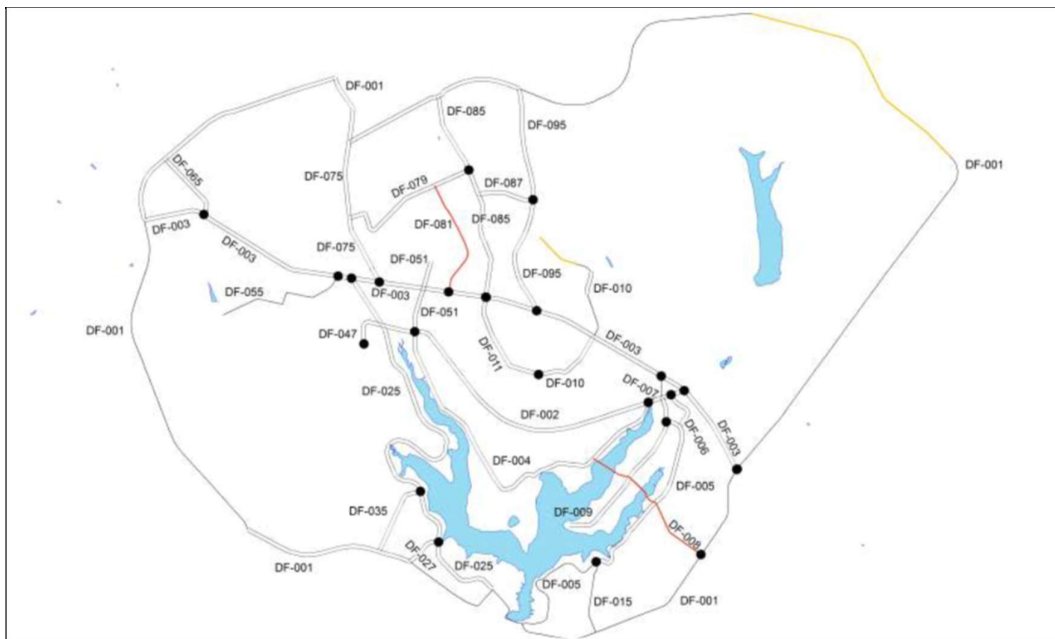 DF-001
DF-085
DF-095
DF-065
DF-075
DF-079
DF-087
DF-001
DF-003
DF-081
DF-085
DF-003
DF-075
DF-051
DF-095
DF-055
DF-003
DF-010
DF-051
DF-001
DF-047
DF-003
DF-011
DF-025
DF-010
DF-007
DF-002
DF-006
DF-003
DF-004
DF-005
DF-035
DF-009
DF-008
DF-027
DF-001
DF-025
DF-005
DF-015
DF-001